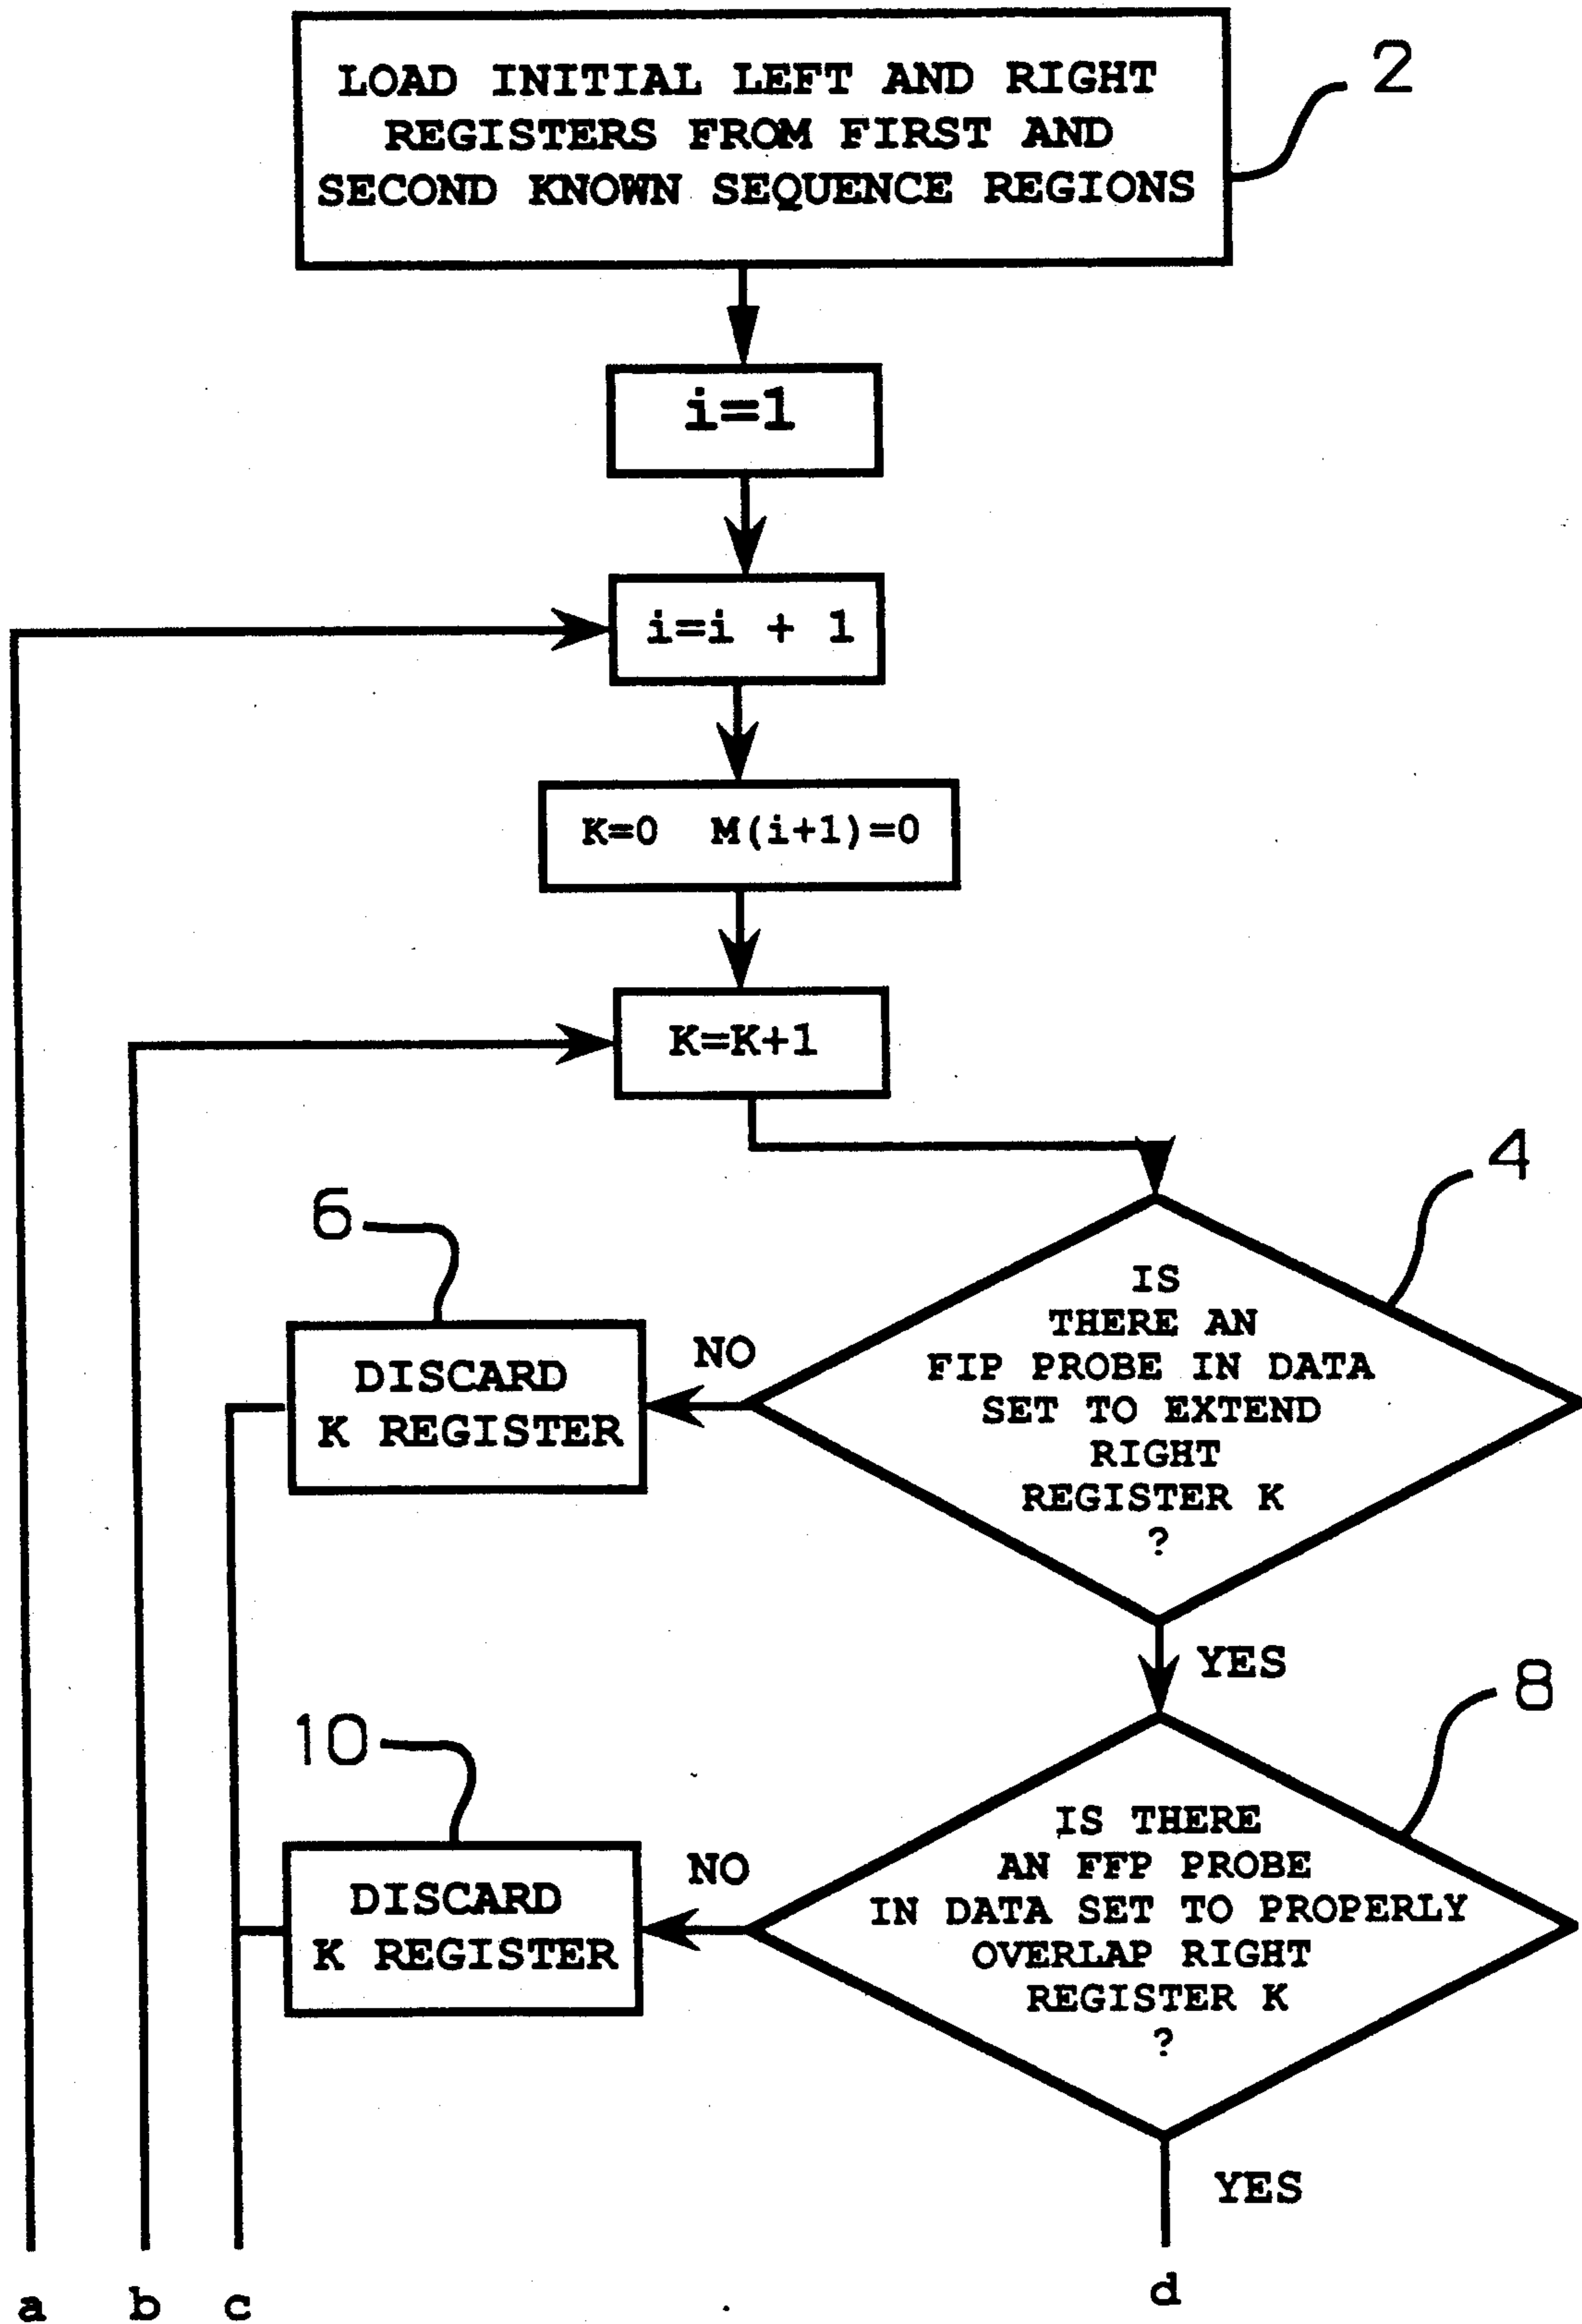 LOAD INITIAL LEFT AND RIGHT
REGISTERS FROM FIRST AND
SECOND KNOWN SEQUENCE REGIONS
2
i=1
i=i + 1
K=0 M(i+1)=0
K=K+1
4
6
IS
THERE AN
FIP PROBE IN DATA
SET TO EXTEND
RIGHT
REGISTER K
?
NO
DISCARD
K REGISTER
YES
8
10
IS THERE
AN FFP PROBE
IN DATA SET TO PROPERLY
OVERLAP RIGHT
REGISTER K
?
NO
DISCARD
K REGISTER
YES
a b c d